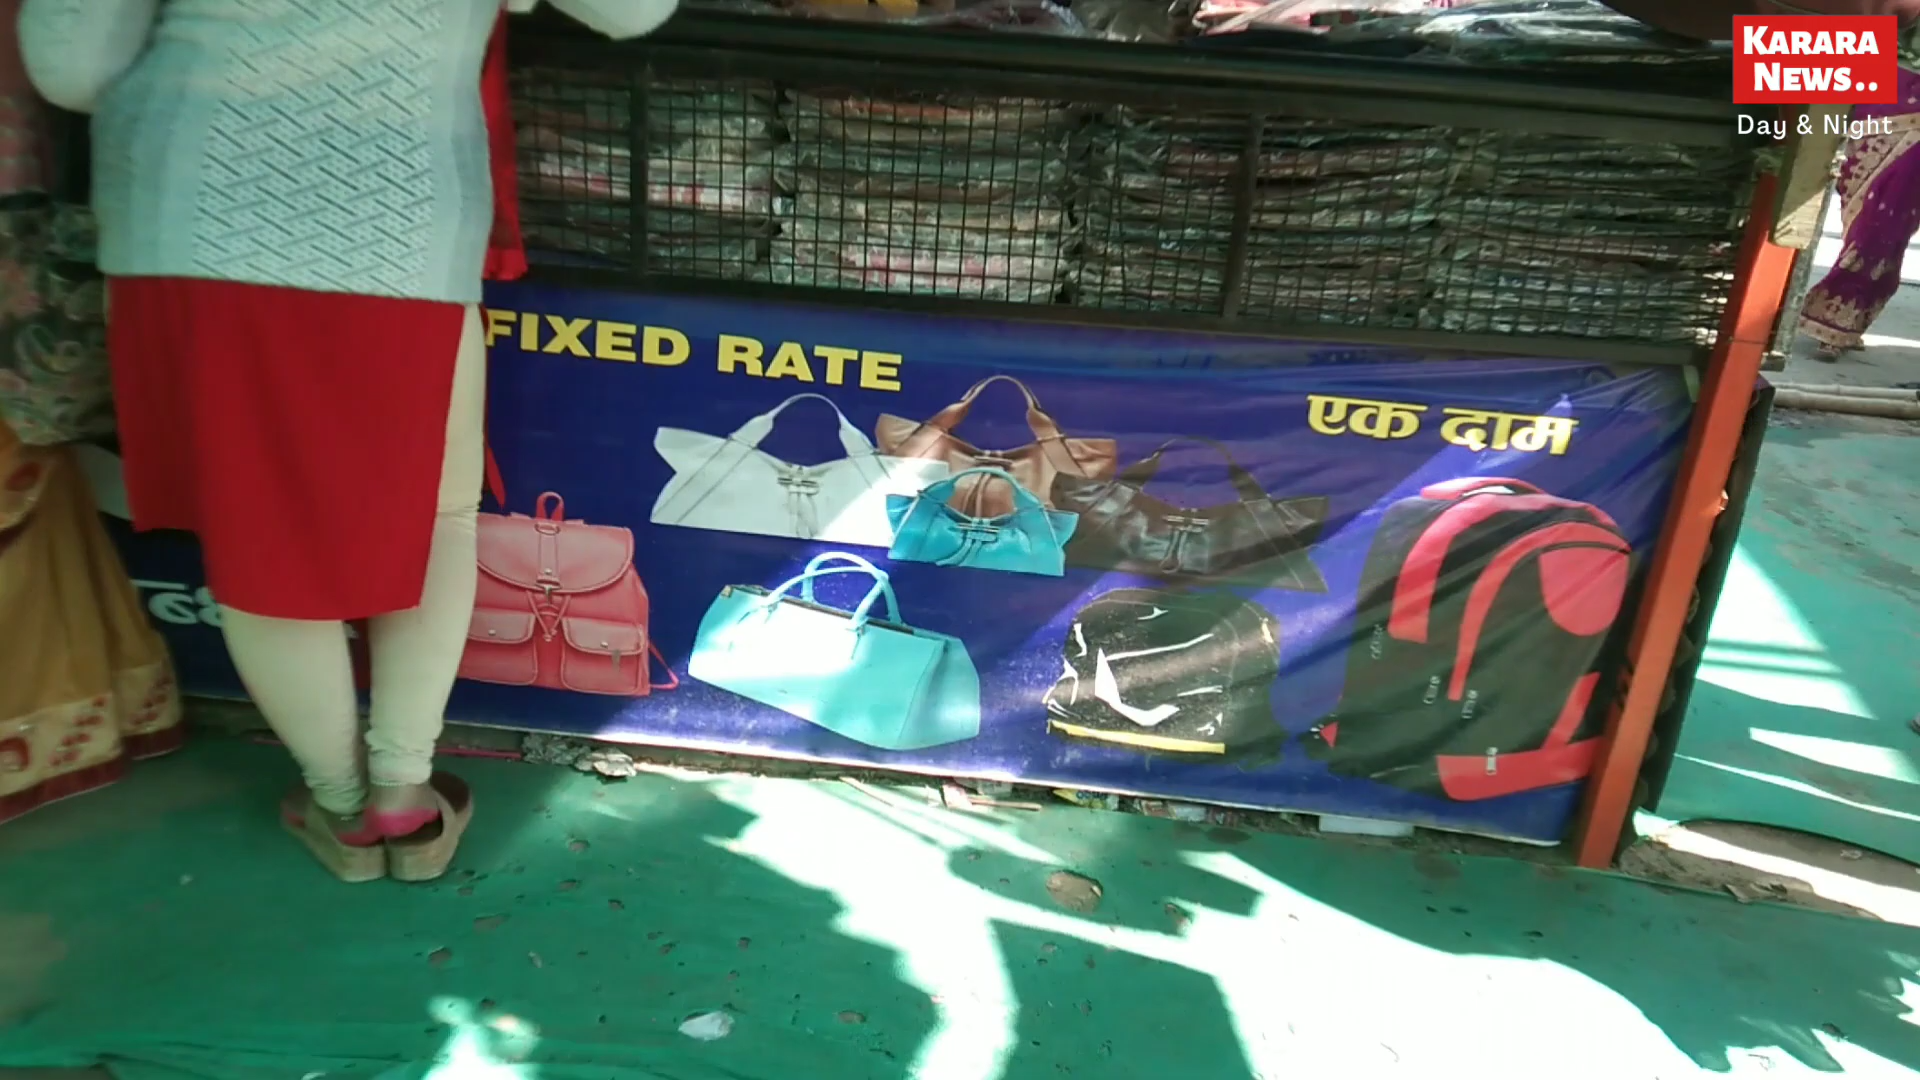 KARARA
NEWS..
Day & Night
FIXED RATE
एक दाम